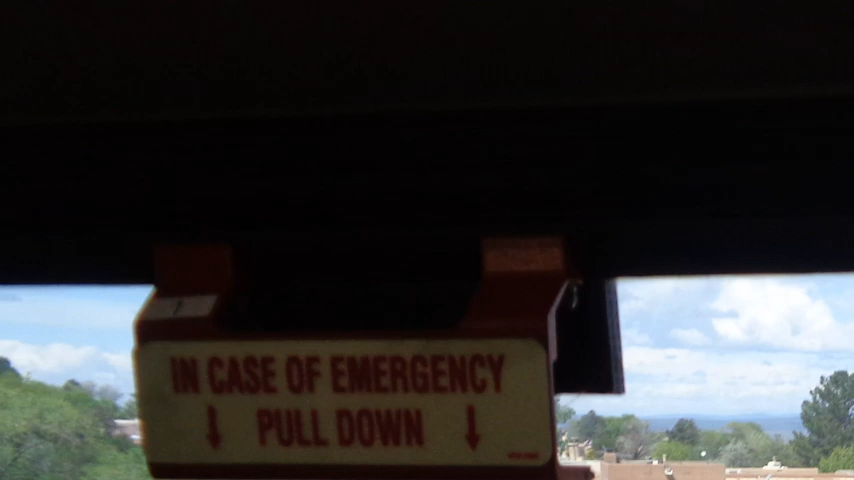 IN CASE OF EMERGENCY
↓ PULL DOWN ↓